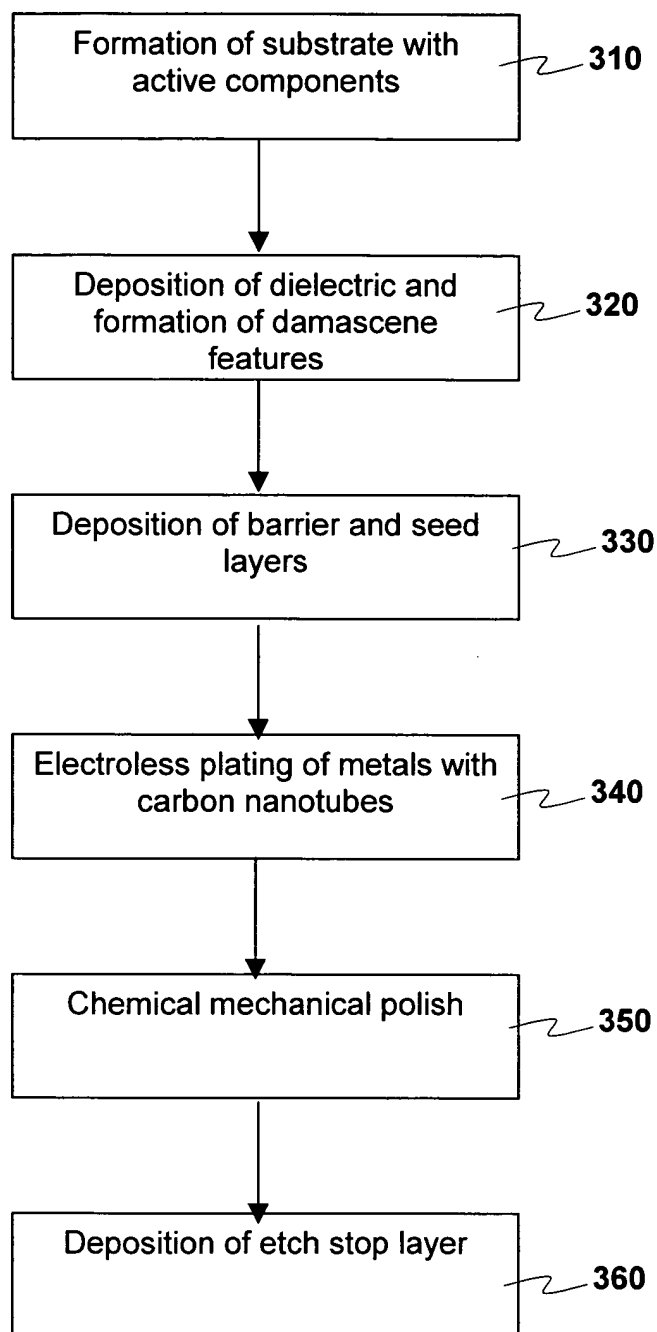 Formation of substrate with
active components
310
Deposition of dielectric and
formation of damascene
features
320
Deposition of barrier and seed
layers
330
Electroless plating of metals with
carbon nanotubes
340
Chemical mechanical polish
350
Deposition of etch stop layer
360